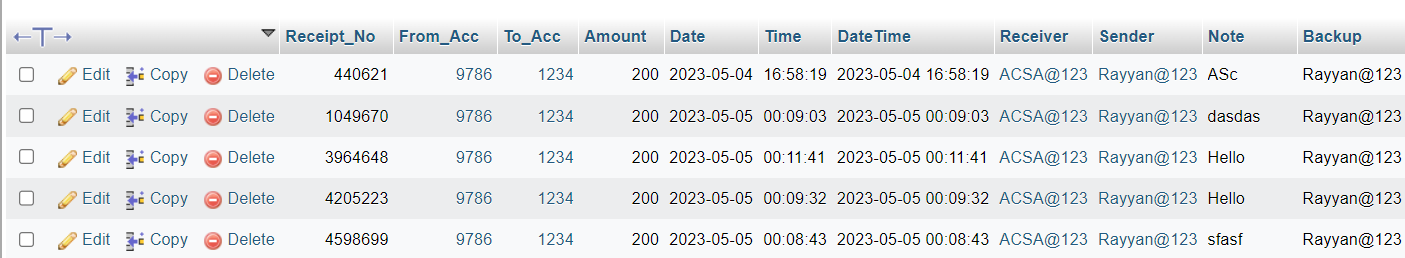 Receipt_No From_Acc To_Acc Amount Date Time DateTime Receiver Sender Note Backup
Edit Copy Delete 440621 9786 1234 200 2023-05-04 16:58:19 2023-05-04 16:58:19 ACSA@123 Rayyan@123 ASc Rayyan@123
Edit Copy Delete 1049670 9786 1234 200 2023-05-05 00:09:03 2023-05-05 00:09:03 ACSA@123 Rayyan@123 dasdas Rayyan@123
Edit Copy Delete 3964648 9786 1234 200 2023-05-05 00:11:41 2023-05-05 00:11:41 ACSA@123 Rayyan@123 Hello Rayyan@123
Edit Copy Delete 4205223 9786 1234 200 2023-05-05 00:09:32 2023-05-05 00:09:32 ACSA@123 Rayyan@123 Hello Rayyan@123
Edit Copy Delete 4598699 9786 1234 200 2023-05-05 00:08:43 2023-05-05 00:08:43 ACSA@123 Rayyan@123 sfasf Rayyan@123